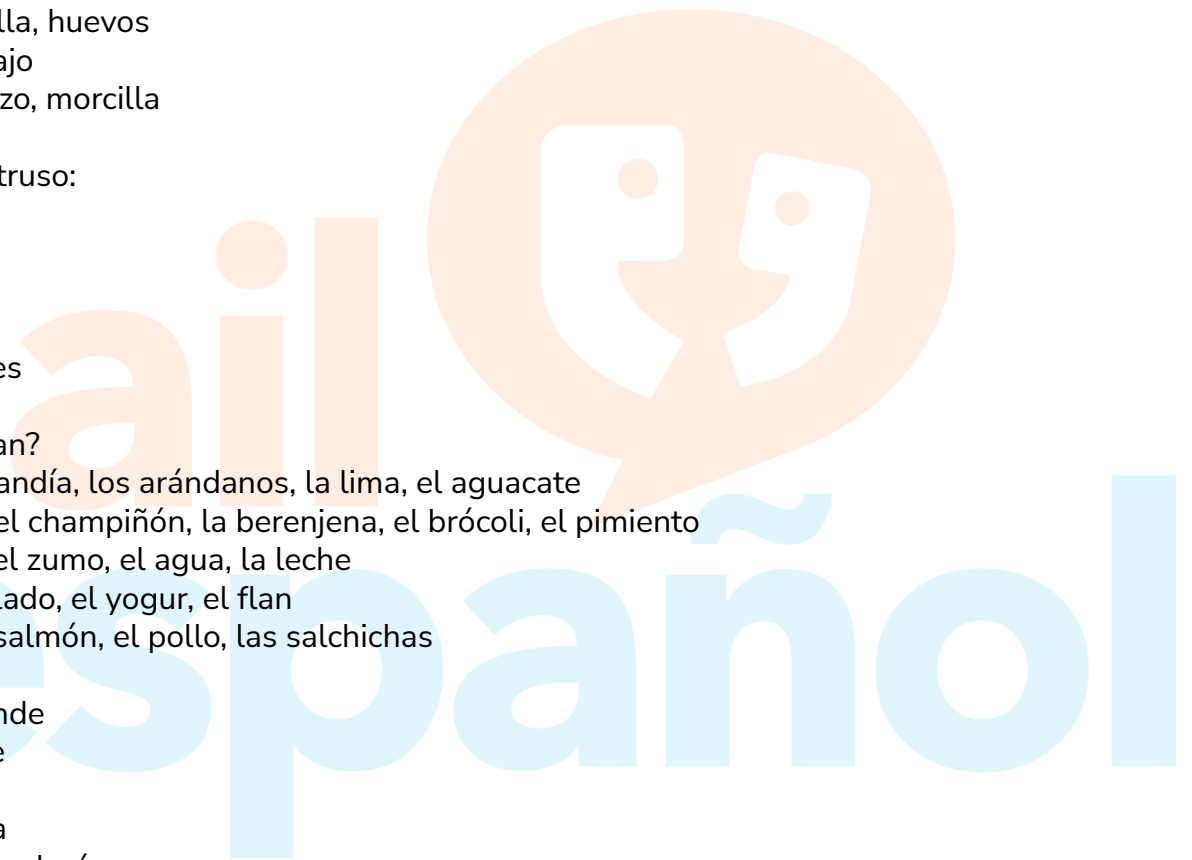 lla, huevos
ajo
zo, morcilla
truso:
es
an?
andía, los arándanos, la lima, el aguacate
el champiñón, la berenjena, el brócoli, el pimiento
el zumo, el agua, la leche
lado, el yogur, el flan
salmón, el pollo, las salchichas
nde
e
a
ail
español